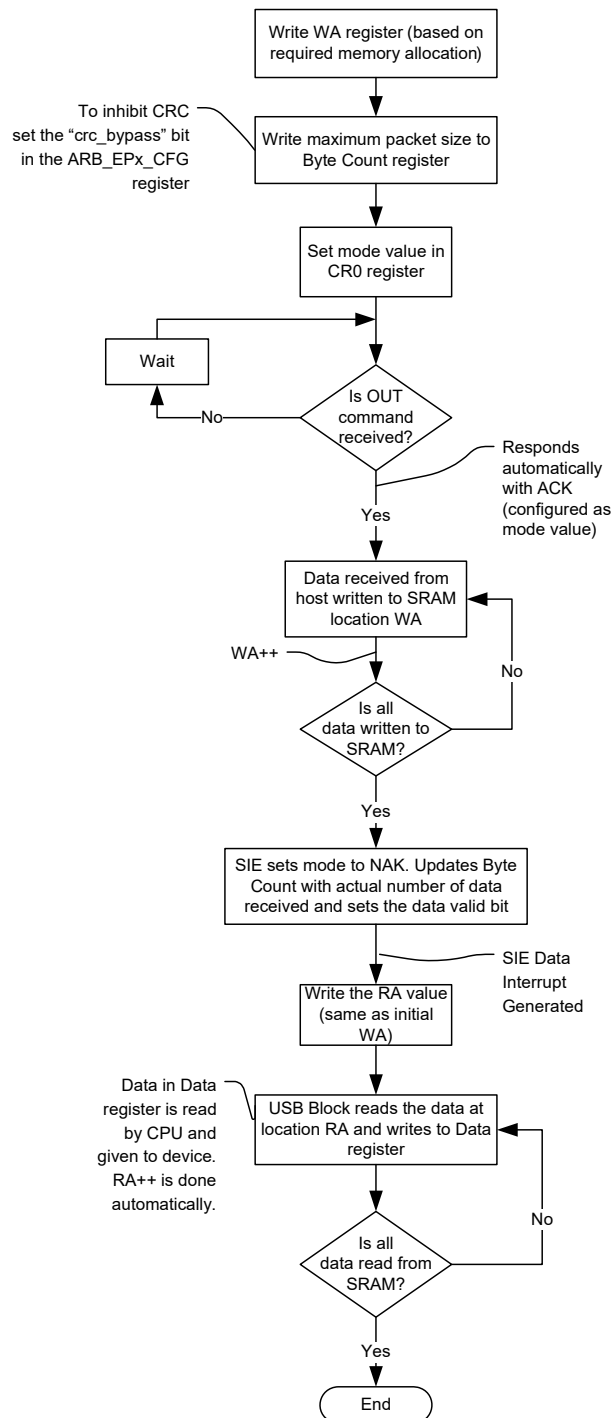 Write WA register (based on
required memory allocation)
To inhibit CRC
set the “crc_bypass” bit
in the ARB_EPx_CFG
register
Write maximum packet size to
Byte Count register
Set mode value in
CR0 register
Wait
Is OUT
command
received?
No
Responds
automatically
with ACK
(configured as
mode value)
Yes
Data received from
host written to SRAM
location WA
WA++
No
Is all
data written to
SRAM?
Yes
SIE sets mode to NAK. Updates Byte
Count with actual number of data
received and sets the data valid bit
SIE Data
Interrupt
Generated
Write the RA value
(same as initial
WA)
Data in Data
register is read
by CPU and
given to device.
RA++ is done
automatically.
USB Block reads the data at
location RA and writes to Data
register
No
Is all
data read from
SRAM?
Yes
End